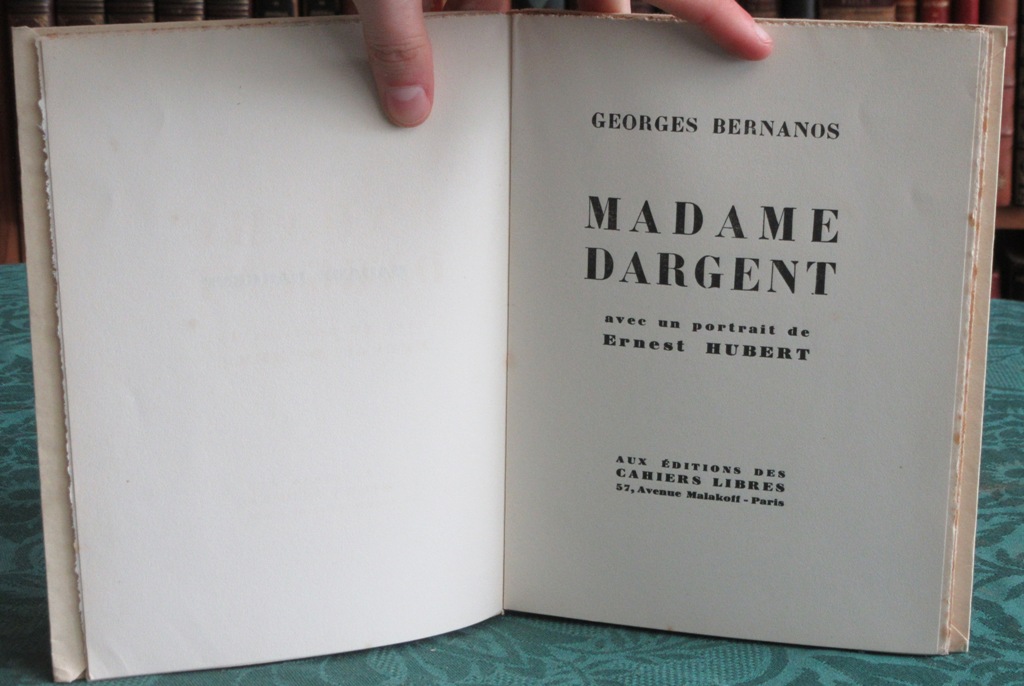 GEORGES BERNANOS
MADAME
DARGENT
avec un portrait de
Ernest HUBERT
AUX ÉDITIONS DES
CAHIERS LIBRES
57, Avenue Malakoff - Paris